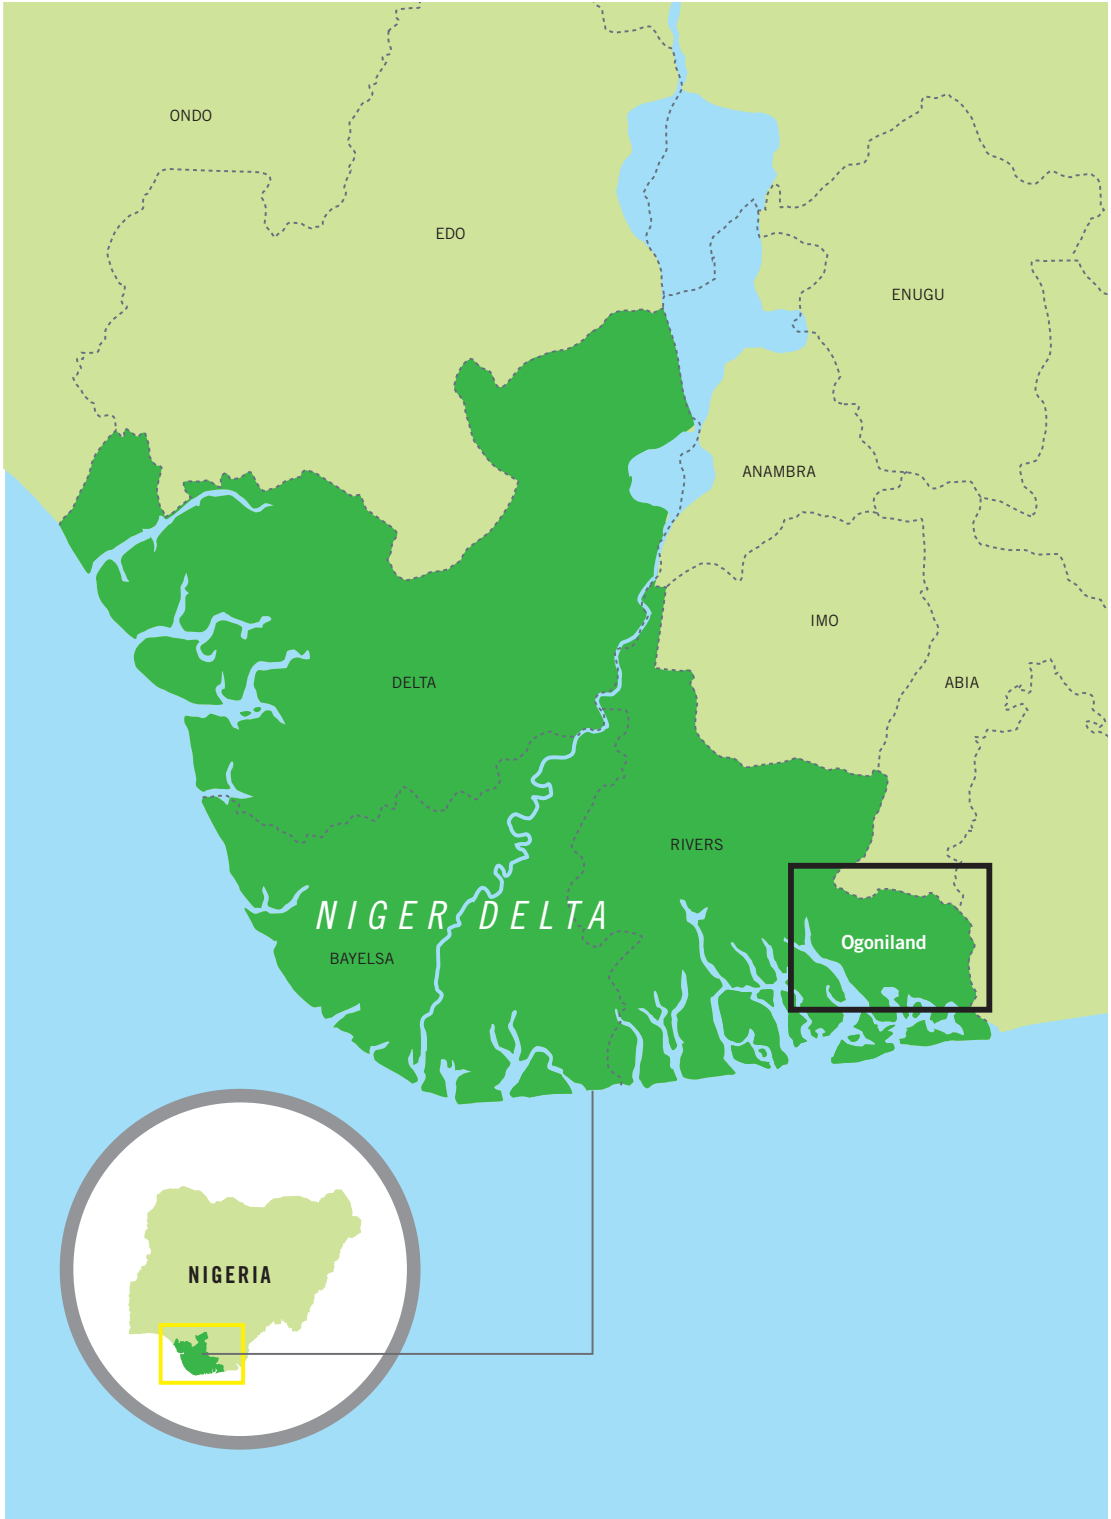 ONDO
EDO
ENUGU
ANAMBRA
IMO
DELTA
ABIA
RIVERS
NIGER DELTA
Ogoniland
BAYELSA
NIGERIA